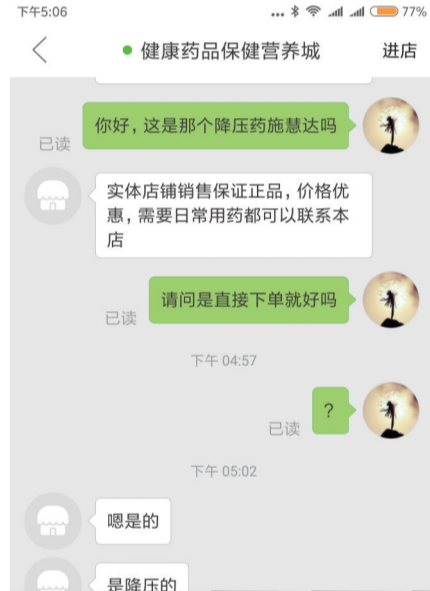 下午5:06
... 77%
健康药品保健营养城
进店
你好，这是那个降压药施慧达吗
已读
实体店铺销售保证正品，价格优
惠，需要日常用药都可以联系本
店
请问是直接下单就好吗
已读
下午 04:57
？
已读
下午 05:02
嗯是的
是降压的